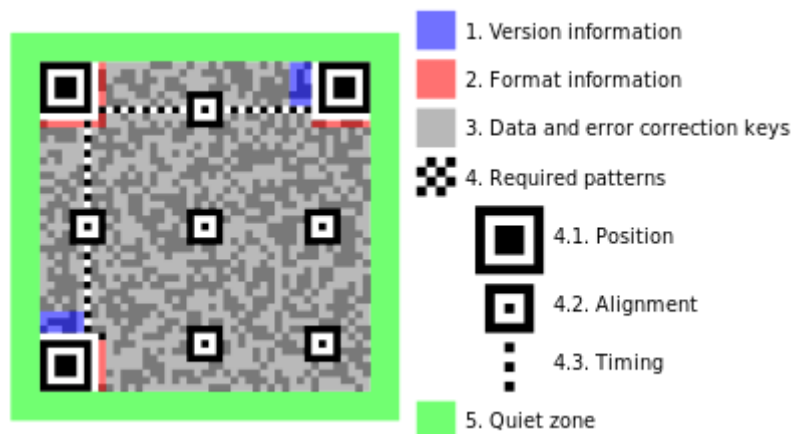 1. Version information
2. Format information
3. Data and error correction keys
4. Required patterns
4.1. Position
4.2. Alignment
4.3. Timing
5. Quiet zone